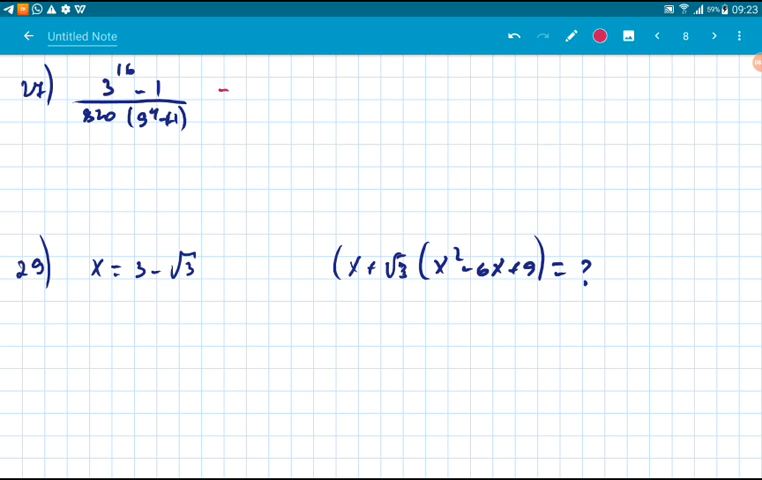 59% 09:23
Untitled Note 8
27) 3^16 - 1 / 820 (9^4+1) -
29) x = 3 - √3 (x + √3 (x^2 - 6x + 9) = ?